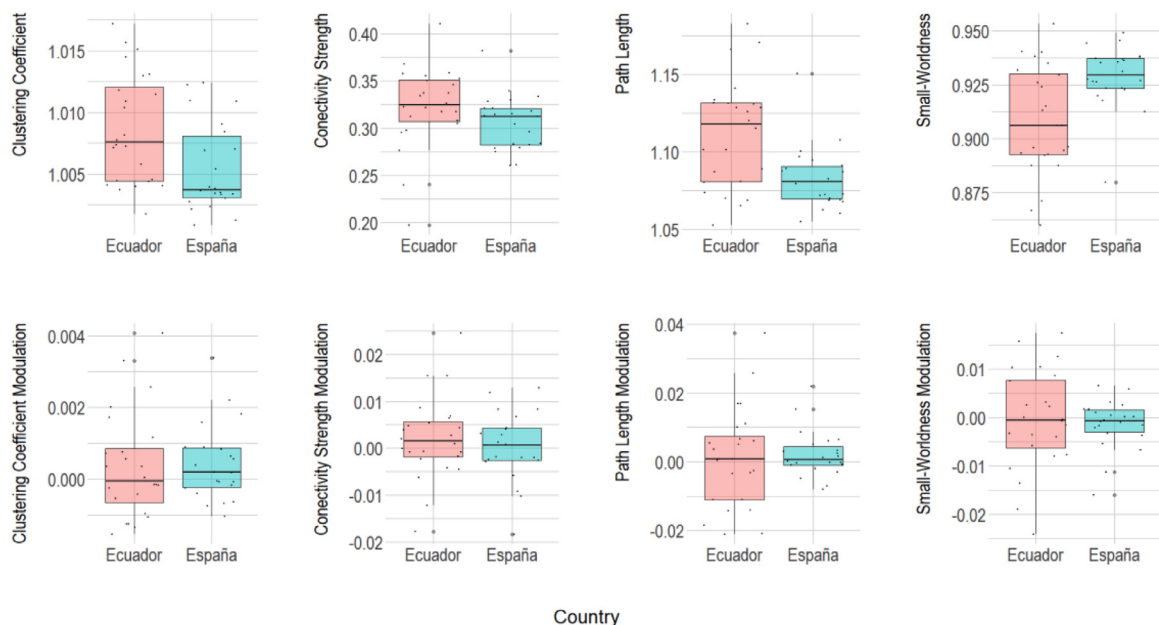 Clustering Coefficient
1.015
1.010
1.005
Ecuador España
Conectivity Strength
0.40
0.35
0.30
0.25
0.20
Ecuador España
Path Length
1.15
1.10
1.05
Ecuador España
Small-Worldness
0.950
0.925
0.900
0.875
Ecuador España
Clustering Coefficient Modulation
0.004
0.002
0.000
Ecuador España
Conectivity Strength Modulation
0.02
0.01
0.00
-0.01
-0.02
Ecuador España
Path Length Modulation
0.04
0.02
0.00
-0.02
Ecuador España
Small-Worldness Modulation
0.01
0.00
-0.01
-0.02
Ecuador España
Country